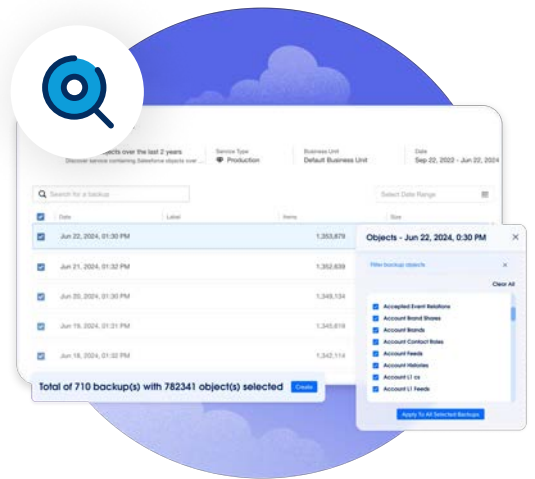 objects over the last 2 years
Discover service containing Salesforce objects over ...
Service Type
Production
Business Unit
Default Business Unit
Date
Sep 22, 2022 - Jun 22, 2024
Search for a backup
Select Date Range
Date
Label
Items
Size
Jun 22, 2024, 01:30 PM
1,353,879
Jun 21, 2024, 01:32 PM
1,352,639
Jun 20, 2024, 01:30 PM
1,349,134
Jun 19, 2024, 01:31 PM
1,345,619
Jun 18, 2024, 01:32 PM
1,342,114
Total of 710 backup(s) with 782341 object(s) selected
Create
Objects - Jun 22, 2024, 0:30 PM
Filter backup objects
Clear All
Accepted Event Relations
Account Brand Shares
Account Brands
Account Contact Roles
Account Feeds
Account Histories
Account L1 cs
Account L1 Feeds
Apply To All Selected Backups